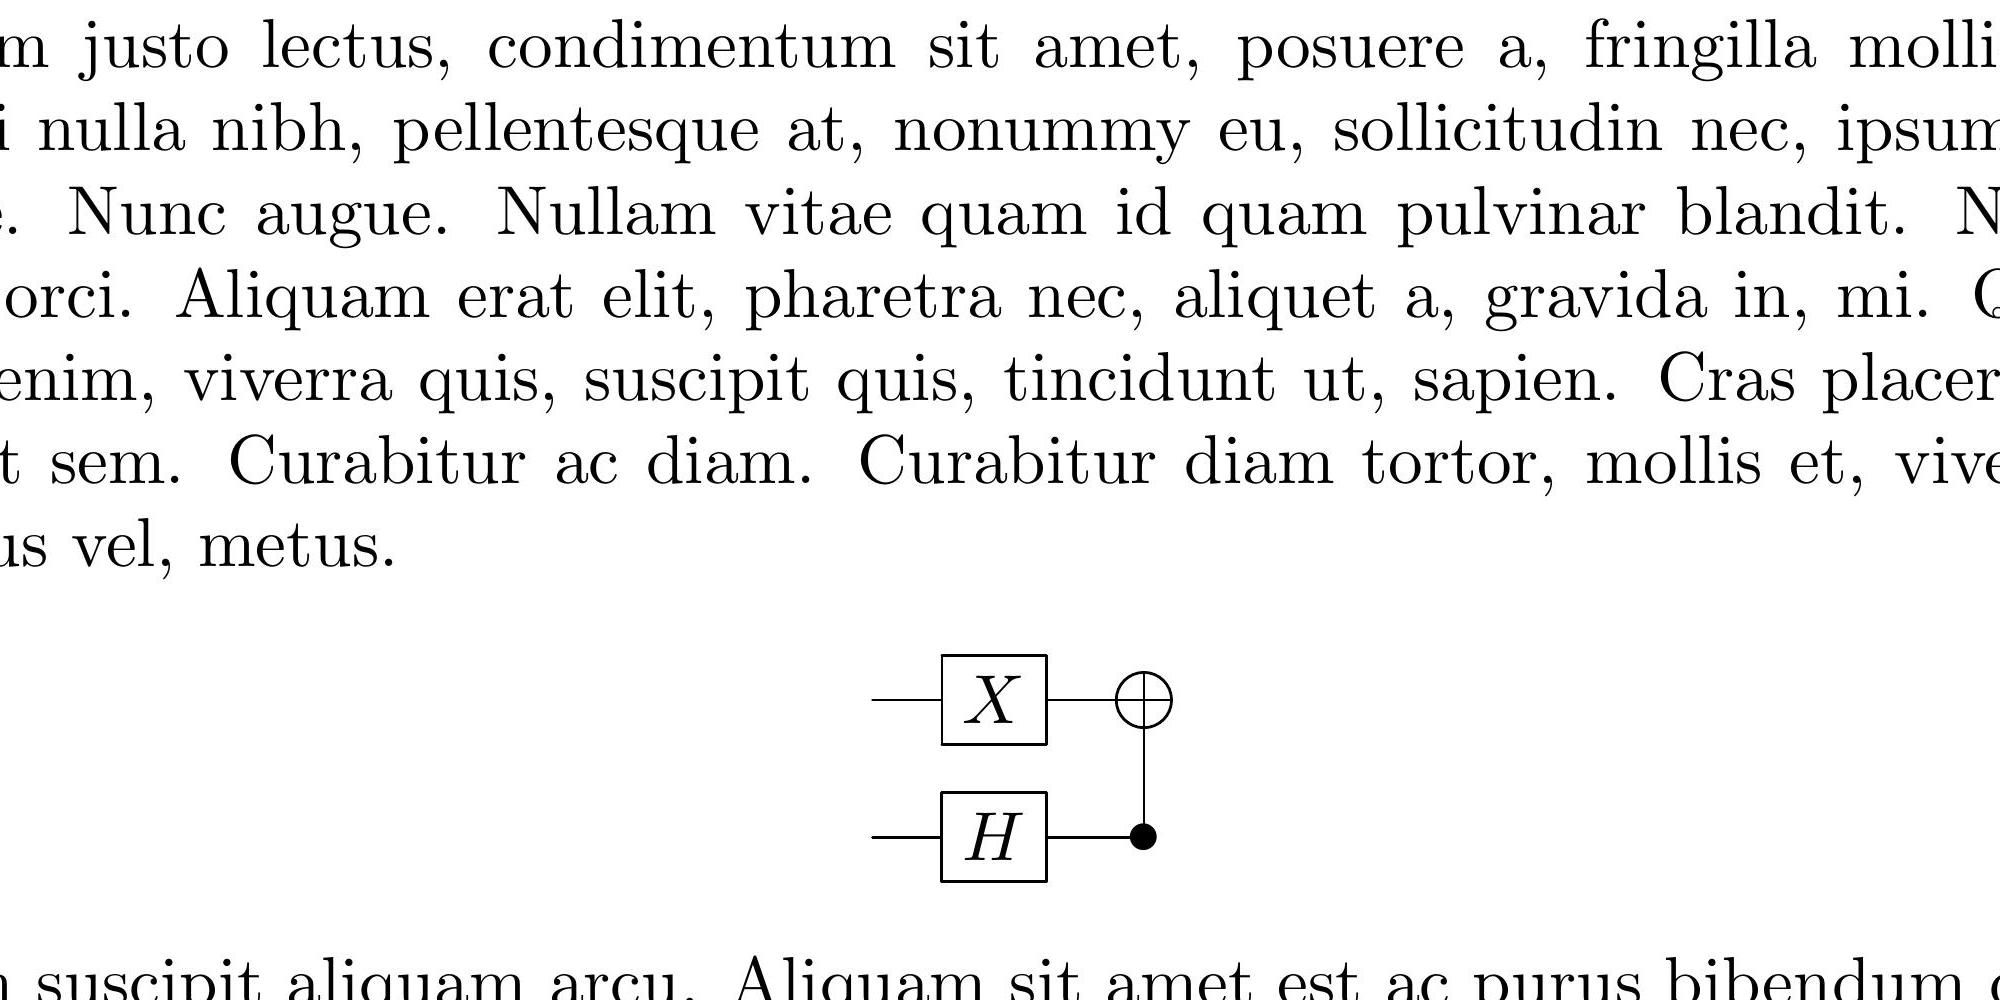 m justo lectus, condimentum sit amet, posuere a, fringilla molli
i nulla nibh, pellentesque at, nonummy eu, sollicitudin nec, ipsum
e. Nunc augue. Nullam vitae quam id quam pulvinar blandit. N
orci. Aliquam erat elit, pharetra nec, aliquet a, gravida in, mi. Q
enim, viverra quis, suscipit quis, tincidunt ut, sapien. Cras placer
t sem. Curabitur ac diam. Curabitur diam tortor, mollis et, vive
us vel, metus.
X
H
suscipit aliquam arcu. Aliquam sit amet est ac purus bibendum